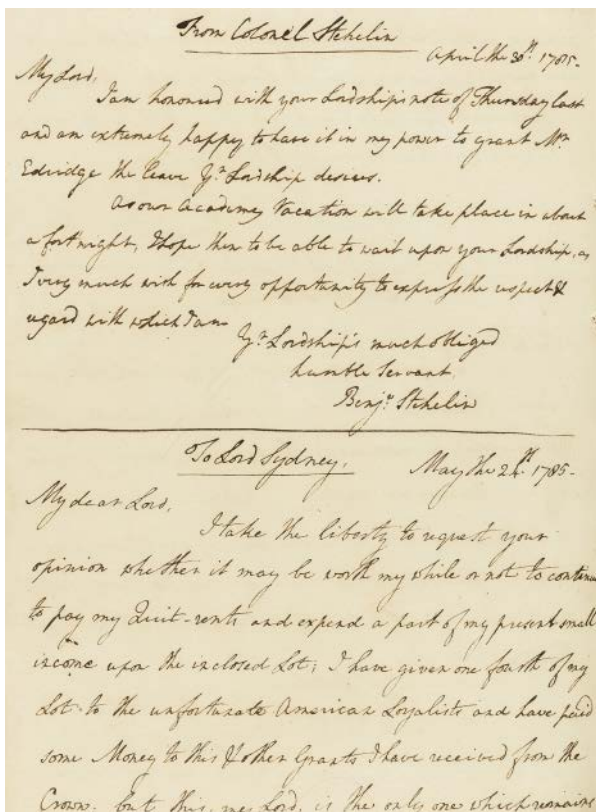 From Colonel Stehelin
April the 30th. 1785.
My Lord,
I am honored with your Lordship's note of Thursday last
and am extremely happy to have it in my power to grant Mr.
Edridge the leave Yr. Lordship desires.
As our Academy Vacation will take place in about
a fortnight, I hope then to be able to wait upon your Lordship, as
I very much wish for every opportunity to express the respect &
regard with which I am
Yr. Lordship's much obliged
humble Servant
Benjn. Stehelin
To Lord Sydney.
May the 1785.
My dear Lord,
I take the liberty to request your
opinion whether it may be worth my while or not to continue
to pay my Quit-rents and expend a part of my present small
income upon the inclosed Lot; I have given one fourth of my
Lot to the unfortunate American Loyalists and have paid
some Money to this & other Grants I have received from the
Crown. but this, my Lord, is the only one which remains